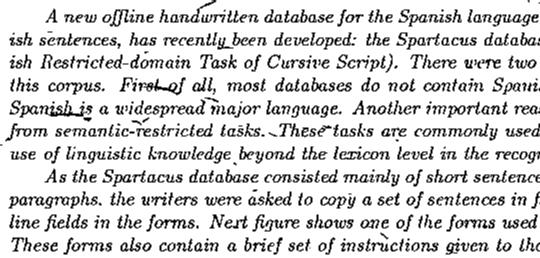 A new offline handwritten database for the Spanish language
ish sentences, has recently been developed: the Spartacus databas
ish Restricted-domain Task of Cursive Script). There were two
this corpus. First of all, most databases do not contain Spani
Spanish is a widespread major language. Another important rea
from semantic-restricted tasks. These tasks are commonly used
use of linguistic knowledge beyond the lexicon level in the recog
As the Spartacus database consisted mainly of short sentence
paragraphs. the writers were asked to copy a set of sentences in f
line fields in the forms. Next figure shows one of the forms used
These forms also contain a brief set of instructions given to the